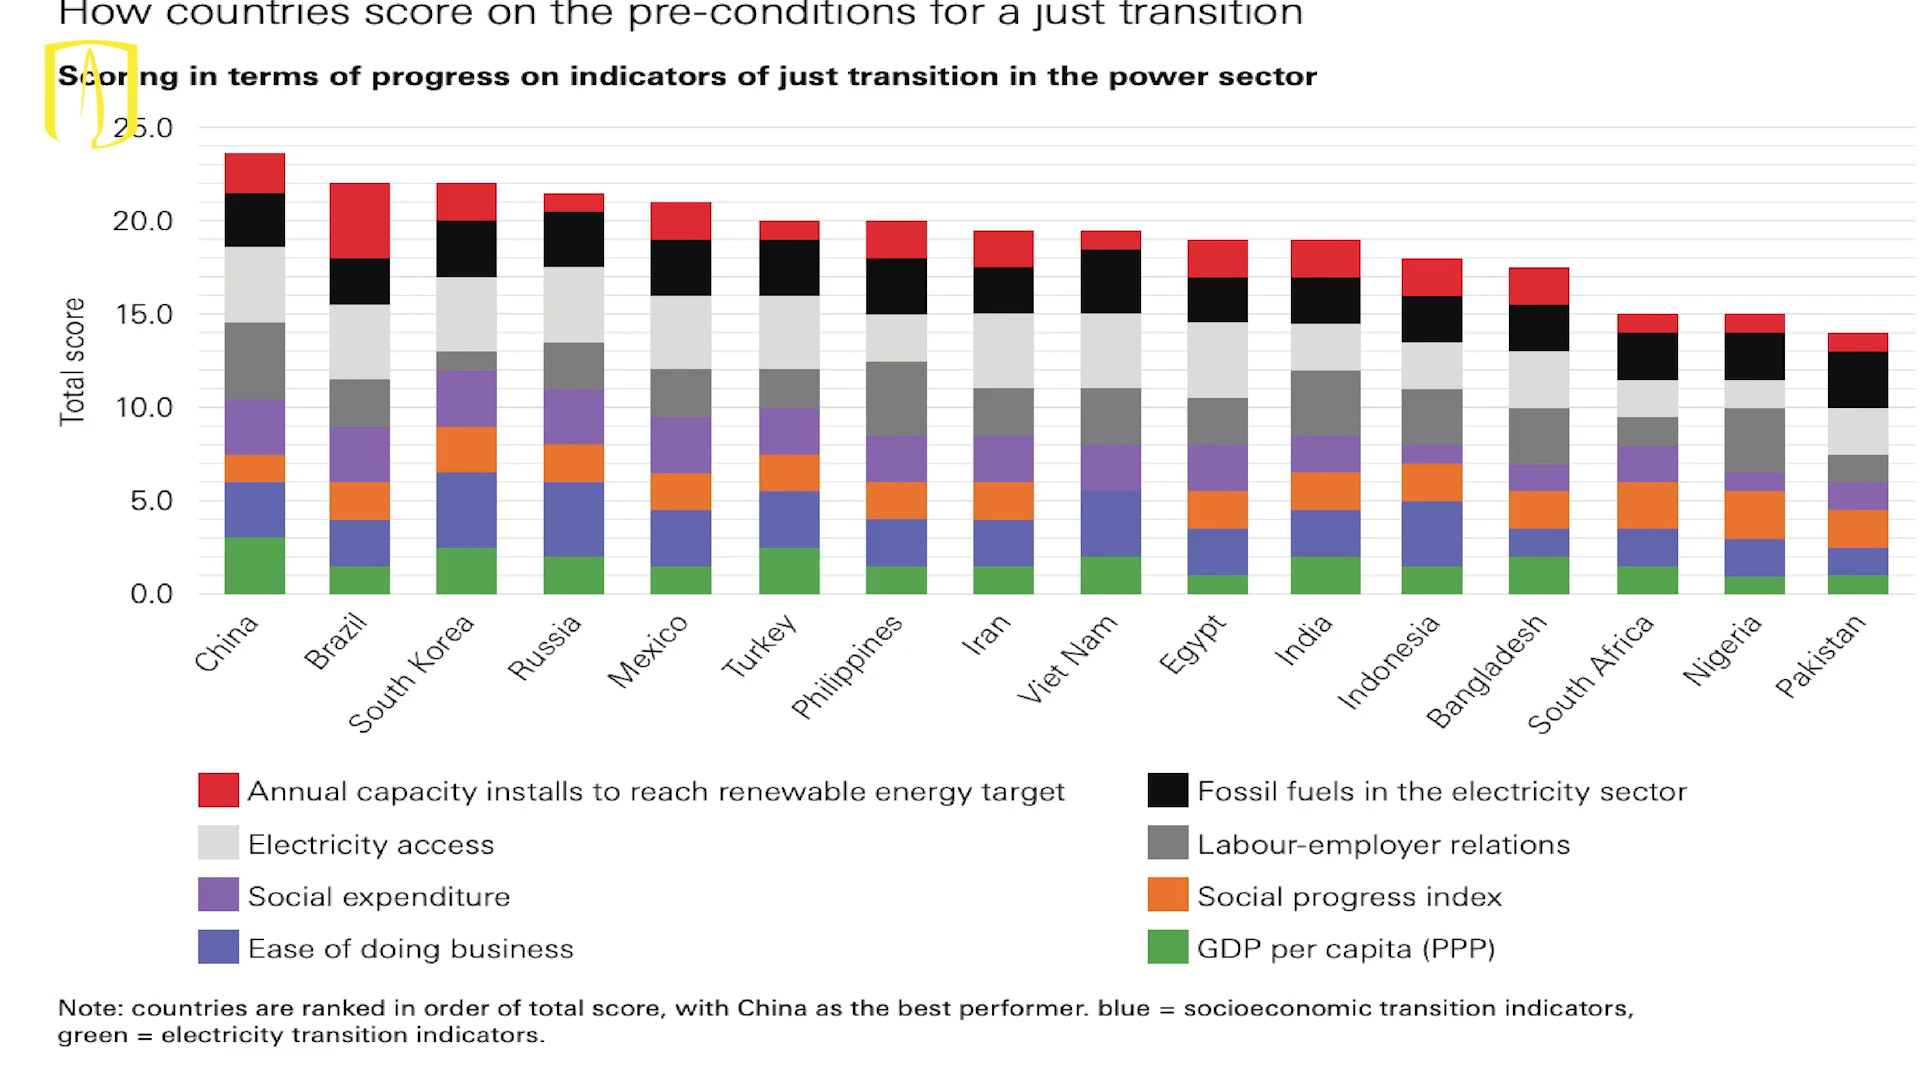 How countries score on the pre-conditions for a just transition
Scoring in terms of progress on indicators of just transition in the power sector
25.0
20.0
15.0
10.0
5.0
0.0
Total score
China
Brazil
South Korea
Russia
Mexico
Turkey
Philippines
Iran
Viet Nam
Egypt
India
Indonesia
Bangladesh
South Africa
Nigeria
Pakistan
Annual capacity installs to reach renewable energy target
Fossil fuels in the electricity sector
Electricity access
Labour-employer relations
Social expenditure
Social progress index
Ease of doing business
GDP per capita (PPP)
Note: countries are ranked in order of total score, with China as the best performer. blue = socioeconomic transition indicators,
green = electricity transition indicators.